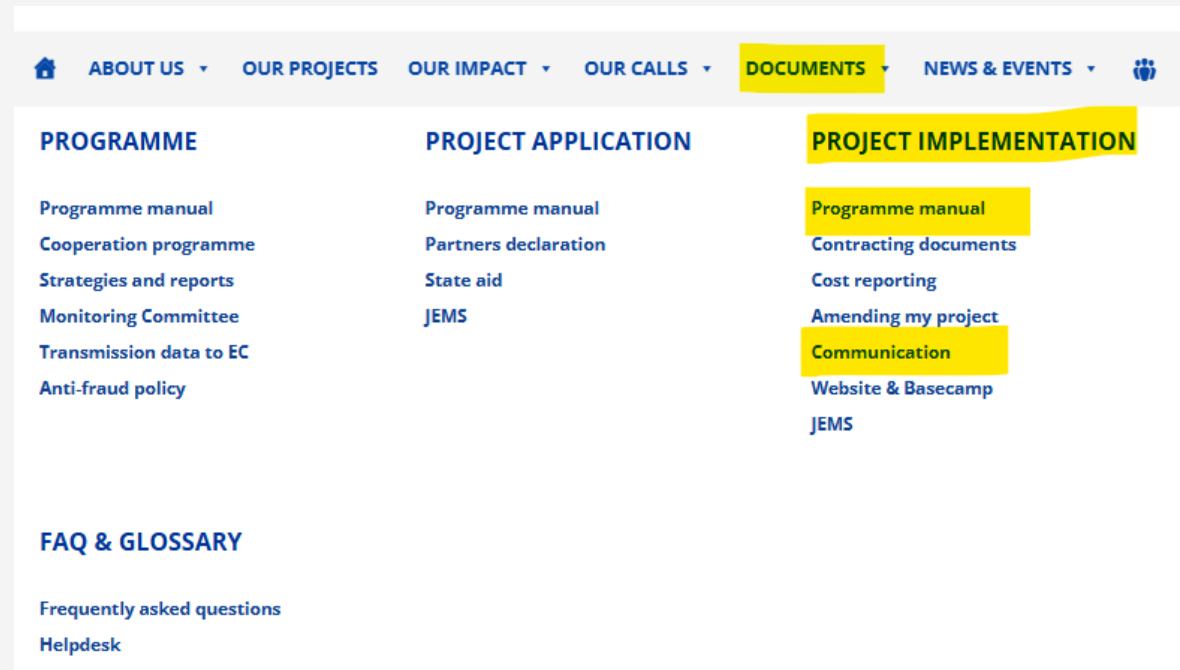 ABOUT US OUR PROJECTS OUR IMPACT OUR CALLS DOCUMENTS NEWS & EVENTS
PROGRAMME
Programme manual
Cooperation programme
Strategies and reports
Monitoring Committee
Transmission data to EC
Anti-fraud policy
PROJECT APPLICATION
Programme manual
Partners declaration
State aid
JEMS
PROJECT IMPLEMENTATION
Programme manual
Contracting documents
Cost reporting
Amending my project
Communication
Website & Basecamp
JEMS
FAQ & GLOSSARY
Frequently asked questions
Helpdesk